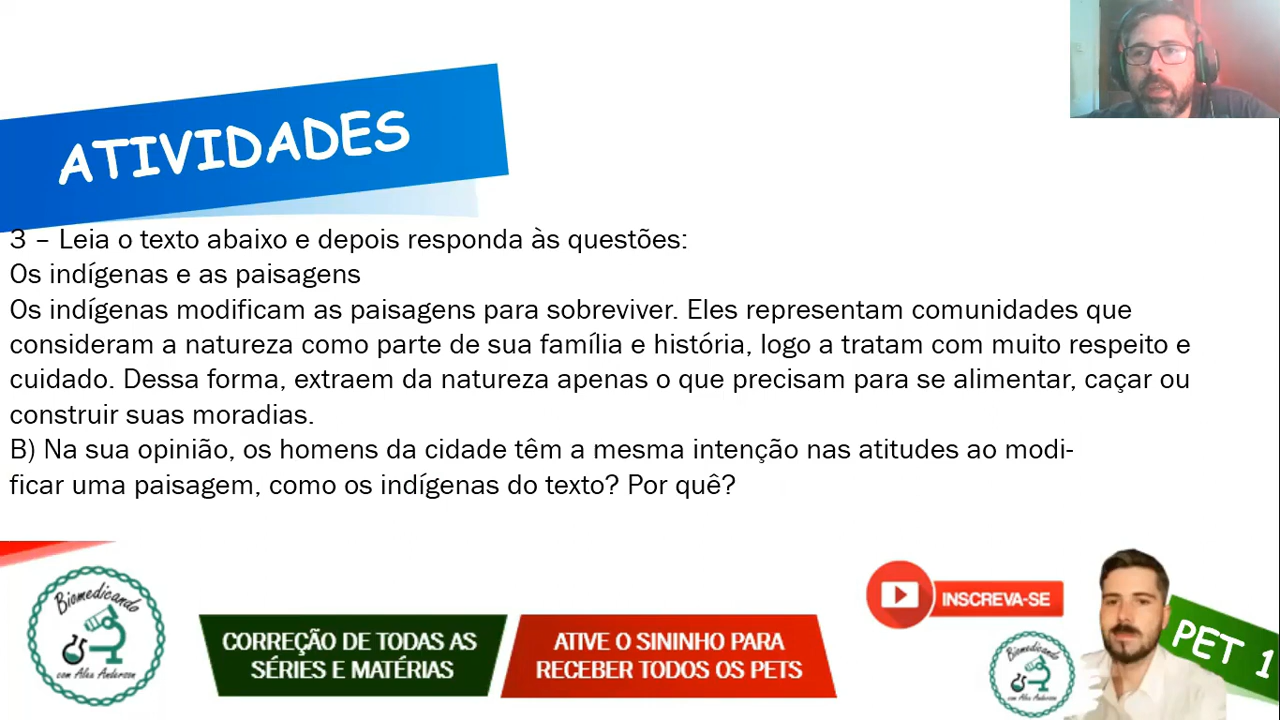 ATIVIDADES
3 – Leia o texto abaixo e depois responda às questões:
Os indígenas e as paisagens
Os indígenas modificam as paisagens para sobreviver. Eles representam comunidades que
consideram a natureza como parte de sua família e história, logo a tratam com muito respeito e
cuidado. Dessa forma, extraem da natureza apenas o que precisam para se alimentar, caçar ou
construir suas moradias.
B) Na sua opinião, os homens da cidade têm a mesma intenção nas atitudes ao modi-
ficar uma paisagem, como os indígenas do texto? Por quê?
Biomedicando
com Alex Anderson
CORREÇÃO DE TODAS AS
SÉRIES E MATÉRIAS
ATIVE O SININHO PARA
RECEBER TODOS OS PETS
INSCREVA-SE
Biomedicando
com Alex Anderson
PET 1